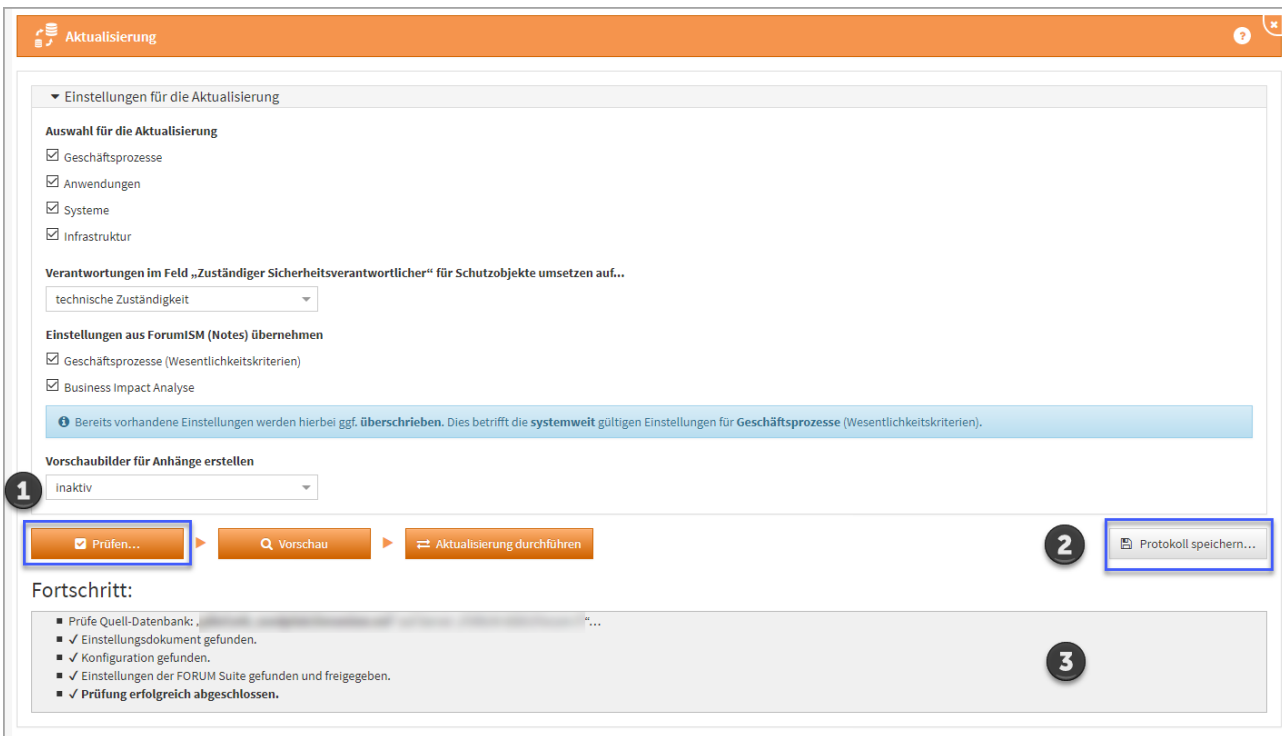 Aktualisierung
Einstellungen für die Aktualisierung
Auswahl für die Aktualisierung
Geschäftsprozesse
Anwendungen
Systeme
Infrastruktur
Verantwortungen im Feld „Zuständiger Sicherheitsverantwortlicher“ für Schutzobjekte umsetzen auf...
technische Zuständigkeit
Einstellungen aus ForumISM (Notes) übernehmen
Geschäftsprozesse (Wesentlichkeitskriterien)
Business Impact Analyse
Bereits vorhandene Einstellungen werden hierbei ggf. überschrieben. Dies betrifft die systemweit gültigen Einstellungen für Geschäftsprozesse (Wesentlichkeitskriterien).
Vorschaubilder für Anhänge erstellen
1 inaktiv
Prüfen... Vorschau Aktualisierung durchführen 2 Protokoll speichern...
Fortschritt:
Prüfe Quell-Datenbank: „ “...
✓ Einstellungsdokument gefunden.
✓ Konfiguration gefunden. 3
✓ Einstellungen der FORUM Suite gefunden und freigegeben.
✓ Prüfung erfolgreich abgeschlossen.